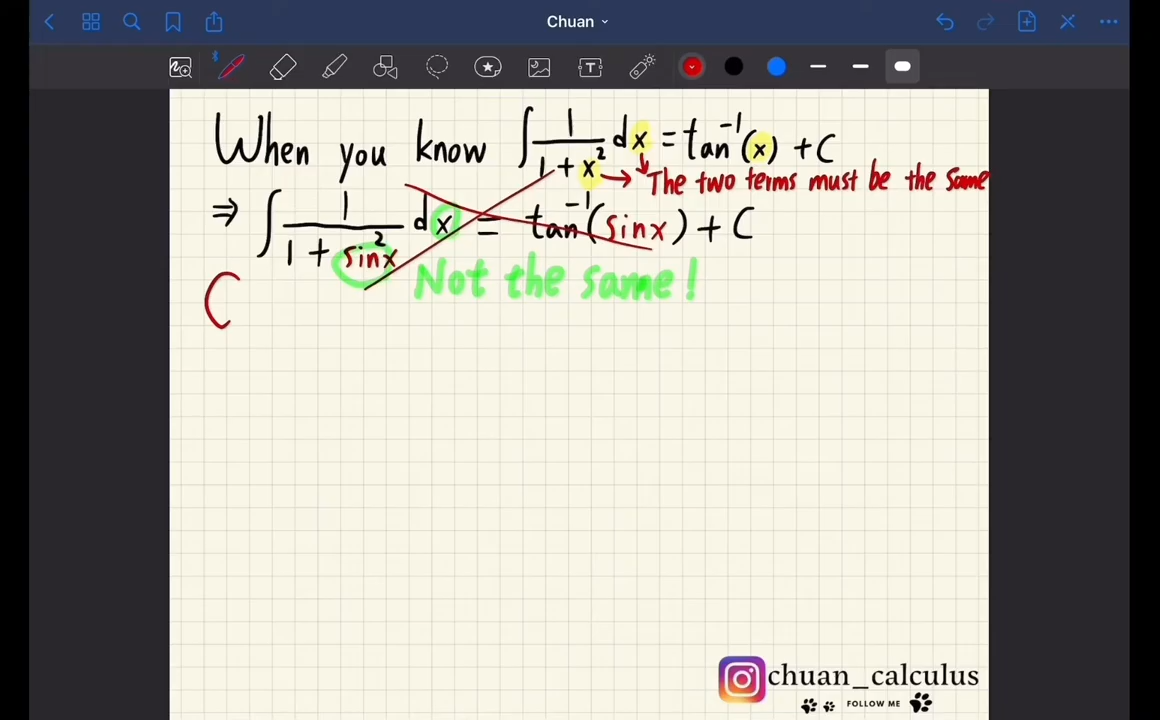 Chuan
When you know ∫ 1/(1 + x²) dx = tan⁻¹(x) + C
The two terms must be the same
⇒ ∫ 1/(1 + sin²x) dx = tan⁻¹(sinx) + C
Not the same!
C
chuan_calculus
FOLLOW ME